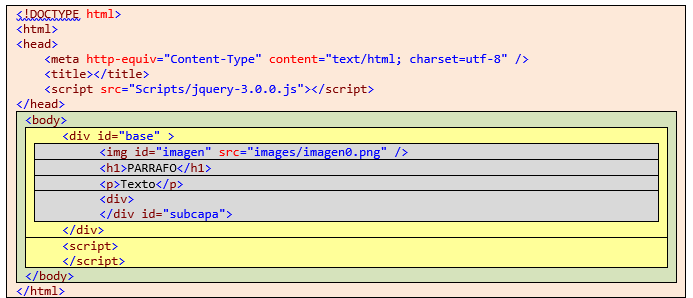 <!DOCTYPE html>
<html>
<head>
<meta http-equiv="Content-Type" content="text/html; charset=utf-8" />
<title></title>
<script src="Scripts/jquery-3.0.0.js"></script>
</head>
<body>
<div id="base" >
<img id="imagen" src="images/imagen0.png" />
<h1>PARRAFO</h1>
<p>Texto</p>
<div>
</div id="subcapa">
</div>
<script>
</script>
</body>
</html>